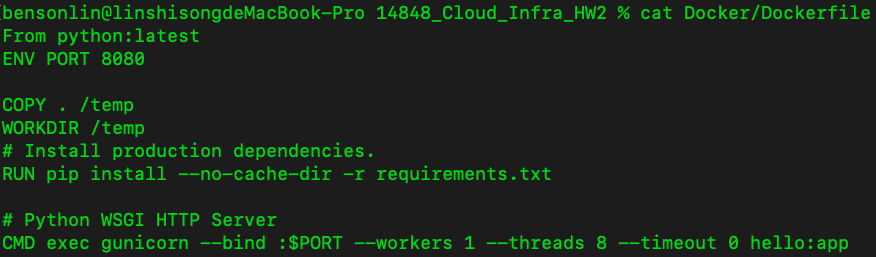 [bensonlin@linshisongdeMacBook-Pro 14848_Cloud_Infra_HW2 % cat Docker/Dockerfile
From python:latest
ENV PORT 8080
COPY . /temp
WORKDIR /temp
# Install production dependencies.
RUN pip install --no-cache-dir -r requirements.txt
# Python WSGI HTTP Server
CMD exec gunicorn --bind :$PORT --workers 1 --threads 8 --timeout 0 hello:app